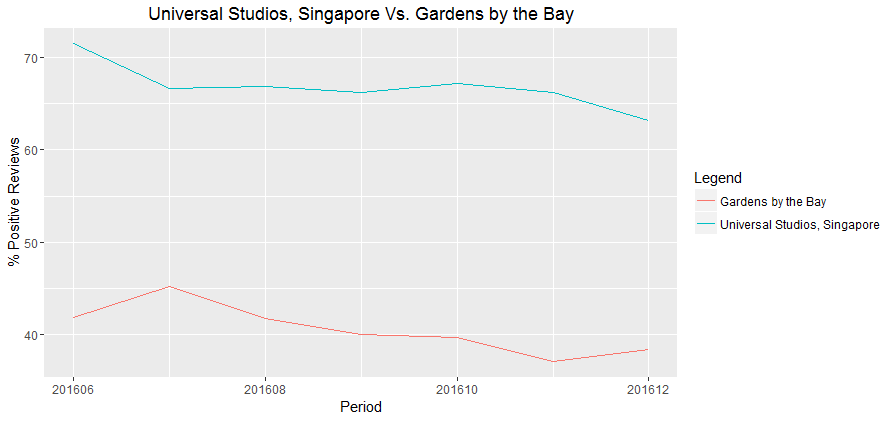 Universal Studios, Singapore Vs. Gardens by the Bay
% Positive Reviews
70
60
50
40
201606
201608
201610
201612
Period
Legend
Gardens by the Bay
Universal Studios, Singapore